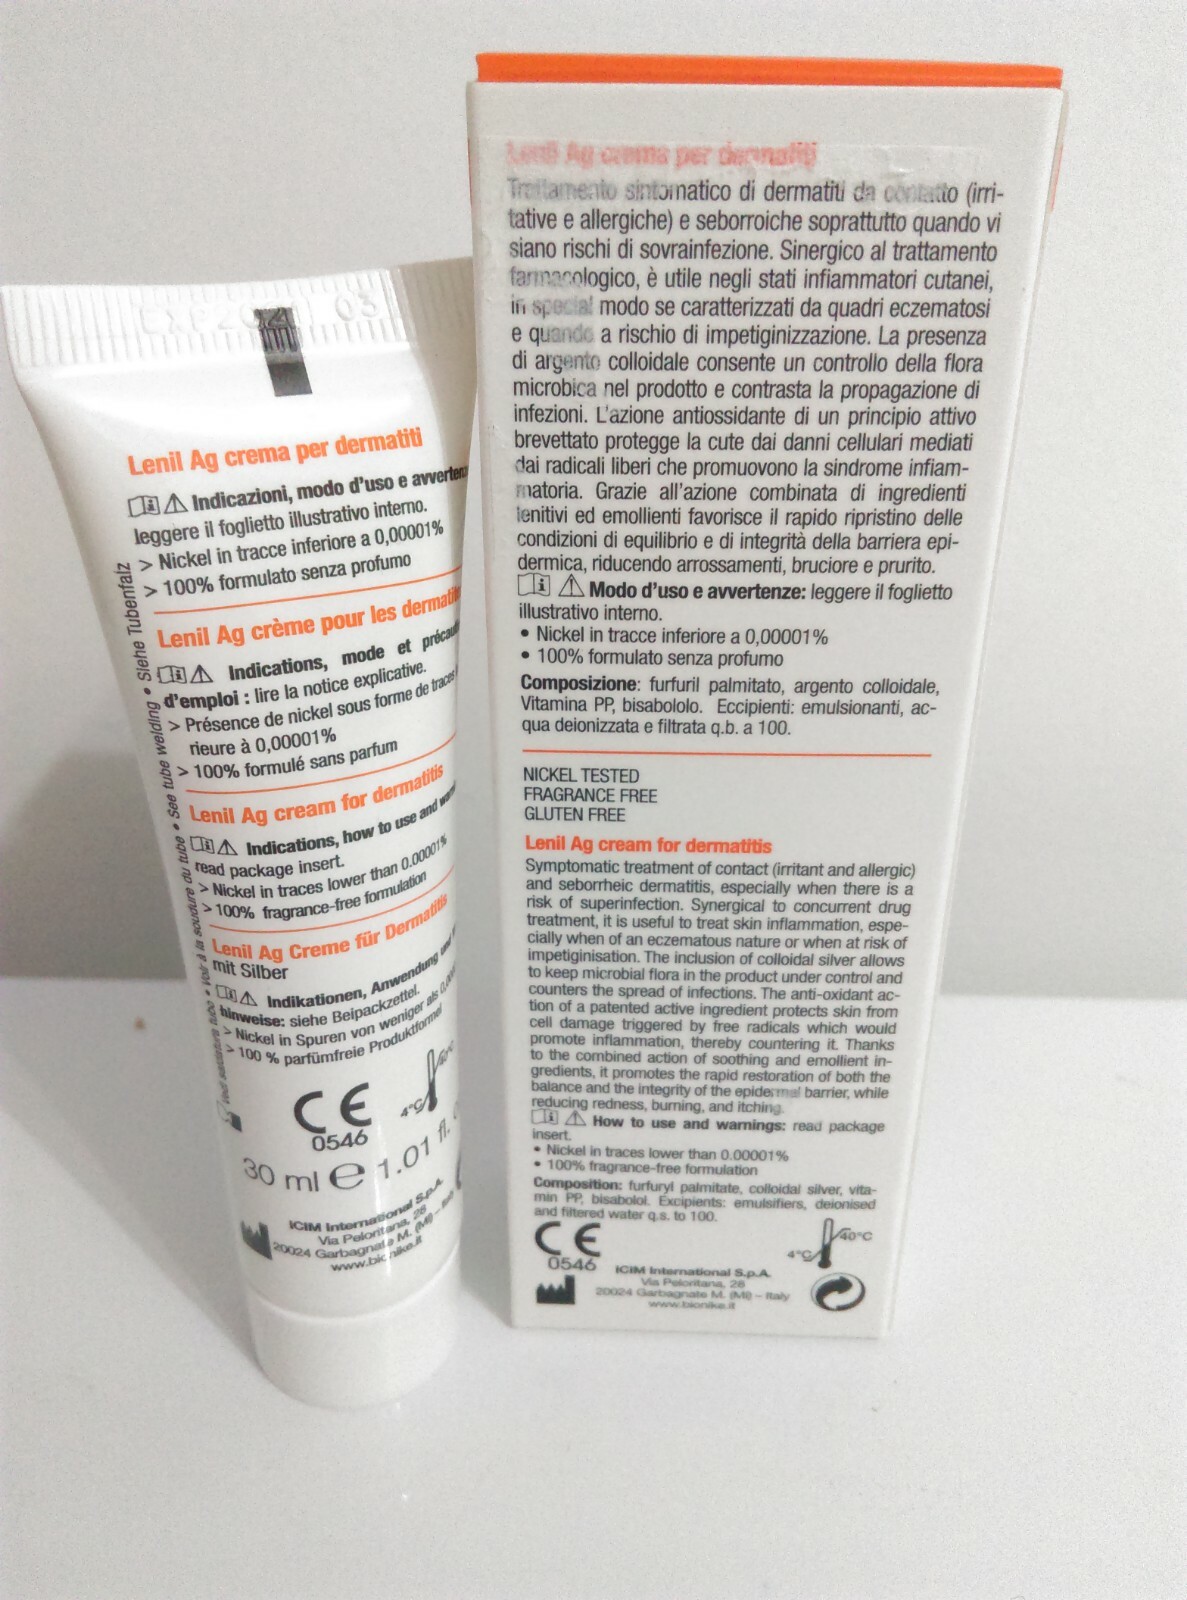 03
Lenil Ag crema per dermatiti
Indicazioni, modo d'uso e
leggere il foglietto illustrativo interno.
> Nickel in tracce inferiore a 0,00001%
> 100% formulato senza profumo
Lenil Ag crème pour les
Indications, mode et
d'emploi : lire la notice explicative.
> Présence de nickel sous forme de traces
rieure à 0,00001%
> 100% formulé sans parfum
Lenil Ag cream for dermatitis
Indications, how to use and
read package insert.
> Nickel in traces lower than 0.00001%
> 100% fragrance-free formulation
Lenil Ag Creme für Dermatitis
mit Silber
Indikationen, Anwendung
hinweise: siehe Beipackzettel.
> Nickel in Spuren von weniger als
> 100 % parfümfreie Produktformel
CE
0546
4°C
30 ml e 1.01 fl.
ICIM International S.p.A.
Via Peloritana, 28
20024 Garbagnate M. (MI) -
www.bionike.it
à la soudure du tube • See tube welding • Siehe Tubenfalz
Lenil Ag crema per dermatiti
Trattamento sintomatico di dermatiti da contatto (irri-
tative e allergiche) e seborroiche soprattutto quando vi
siano rischi di sovrainfezione. Sinergico al trattamento
farmacologico, è utile negli stati infiammatori cutanei,
in special modo se caratterizzati da quadri eczematosi
e quando a rischio di impetiginizzazione. La presenza
di argento colloidale consente un controllo della flora
microbica nel prodotto e contrasta la propagazione di
infezioni. L'azione antiossidante di un principio attivo
brevettato protegge la cute dai danni cellulari mediati
dai radicali liberi che promuovono la sindrome infiam-
matoria. Grazie all'azione combinata di ingredienti
lenitivi ed emollienti favorisce il rapido ripristino delle
condizioni di equilibrio e di integrità della barriera epi-
dermica, riducendo arrossamenti, bruciore e prurito.
Modo d'uso e avvertenze: leggere il foglietto
illustrativo interno.
• Nickel in tracce inferiore a 0,00001%
• 100% formulato senza profumo
Composizione: furfuril palmitato, argento colloidale,
Vitamina PP, bisabololo. Eccipienti: emulsionanti, ac-
qua deionizzata e filtrata q.b. a 100.
NICKEL TESTED
FRAGRANCE FREE
GLUTEN FREE
Lenil Ag cream for dermatitis
Symptomatic treatment of contact (irritant and allergic)
and seborrheic dermatitis, especially when there is a
risk of superinfection. Synergical to concurrent drug
treatment, it is useful to treat skin inflammation, espe-
cially when of an eczematous nature or when at risk of
impetiginisation. The inclusion of colloidal silver allows
to keep microbial flora in the product under control and
counters the spread of infections. The anti-oxidant ac-
tion of a patented active ingredient protects skin from
cell damage triggered by free radicals which would
promote inflammation, thereby countering it. Thanks
to the combined action of soothing and emollient in-
gredients, it promotes the rapid restoration of both the
balance and the integrity of the epidermal barrier, while
reducing redness, burning, and itching.
How to use and warnings: read package
insert.
• Nickel in traces lower than 0.00001%
• 100% fragrance-free formulation
Composition: furfuryl palmitate, colloidal silver, vita-
min PP, bisabolol. Excipients: emulsifiers, deionised
and filtered water q.s. to 100.
CE
0546
4°C 40°C
ICIM International S.p.A.
Via Peloritana, 28
20024 Garbagnate M. (MI) – Italy
www.bionike.it